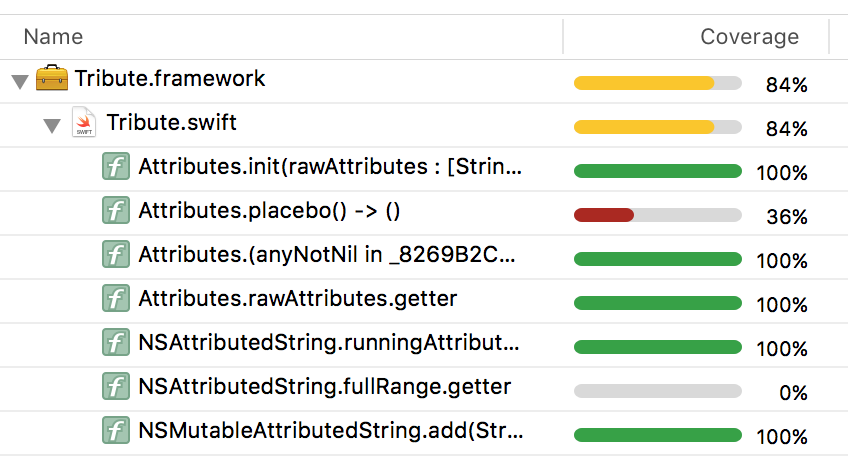 Name Coverage
Tribute.framework 84%
SWIFT Tribute.swift 84%
f Attributes.init(rawAttributes : [Strin... 100%
f Attributes.placebo() -> () 36%
f Attributes.(anyNotNil in _8269B2C... 100%
f Attributes.rawAttributes.getter 100%
f NSAttributedString.runningAttribut... 100%
f NSAttributedString.fullRange.getter 0%
f NSMutableAttributedString.add(Str... 100%